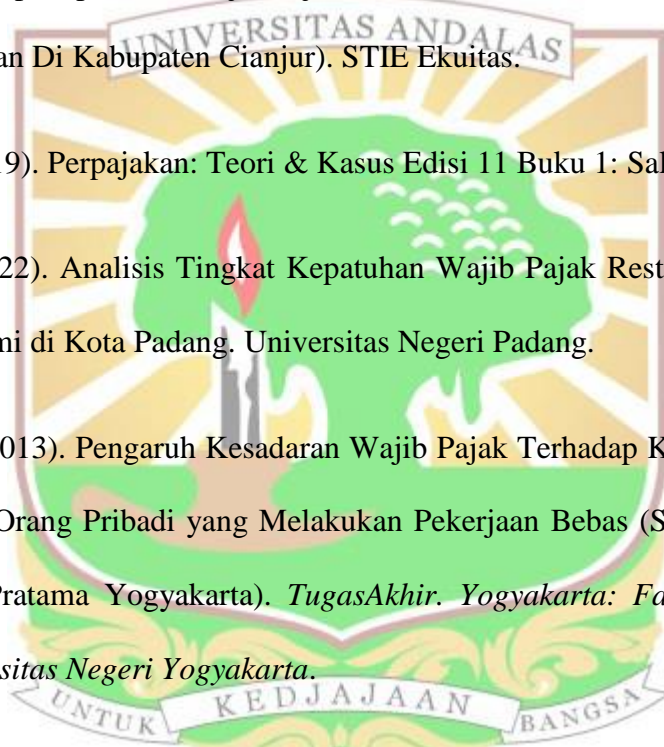 UNIVERSITAS ANDALAS
an Di Kabupaten Cianjur). STIE Ekuitas.
19). Perpajakan: Teori & Kasus Edisi 11 Buku 1: Sal
22). Analisis Tingkat Kepatuhan Wajib Pajak Rest
mi di Kota Padang. Universitas Negeri Padang.
013). Pengaruh Kesadaran Wajib Pajak Terhadap K
Orang Pribadi yang Melakukan Pekerjaan Bebas (S
Pratama Yogyakarta). TugasAkhir. Yogyakarta: Fa
sitas Negeri Yogyakarta.
UNTUK KEDJAJAAN BANGSA